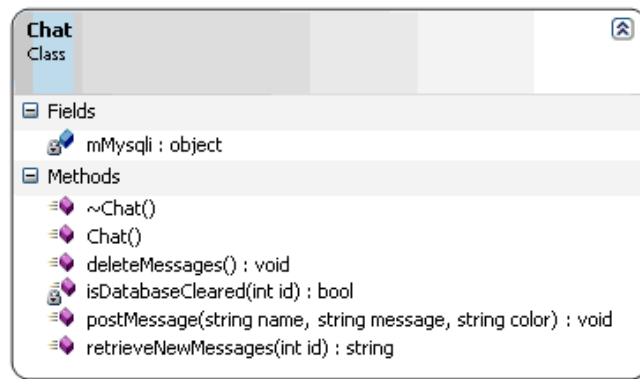 Chat
Class
Fields
mMysqli : object
Methods
~Chat()
Chat()
deleteMessages() : void
isDatabaseCleared(int id) : bool
postMessage(string name, string message, string color) : void
retrieveNewMessages(int id) : string